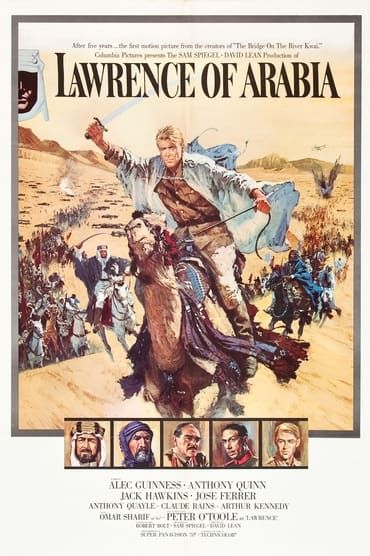 After five years...the first motion picture from the creators of "The Bridge On The River Kwai."
Columbia Pictures presents The SAM SPIEGEL · DAVID LEAN Production of
LAWRENCE OF ARABIA
ALEC GUINNESS · ANTHONY QUINN
JACK HAWKINS · JOSE FERRER
ANTHONY QUAYLE · CLAUDE RAINS · ARTHUR KENNEDY
OMAR SHARIF as 'Ali' · PETER O'TOOLE as 'LAWRENCE'
ROBERT BOLT · SAM SPIEGEL · DAVID LEAN
SUPER PANAVISION 70® · TECHNICOLOR®